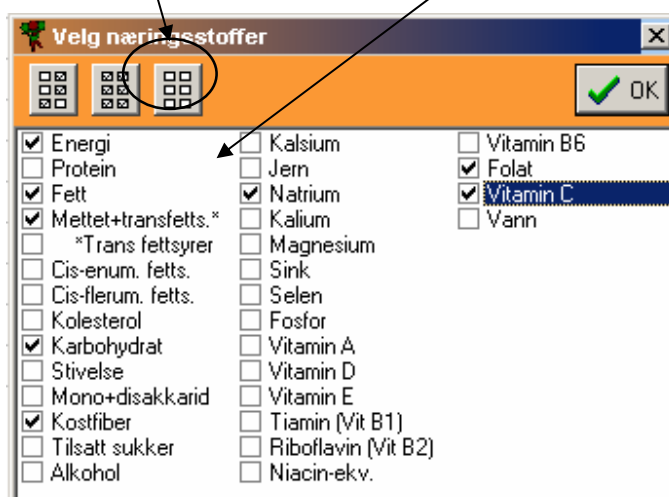 Velg næringsstoffer
OK
Energi
Protein
Fett
Mettet+transfetts.*
*Trans fettsyrer
Cis-enum. fetts.
Cis-flerum. fetts.
Kolesterol
Karbohydrat
Stivelse
Mono+disakkarid
Kostfiber
Tilsatt sukker
Alkohol
Kalsium
Jern
Natrium
Kalium
Magnesium
Sink
Selen
Fosfor
Vitamin A
Vitamin D
Vitamin E
Tiamin (Vit B1)
Riboflavin (Vit B2)
Niacin-ekv.
Vitamin B6
Folat
Vitamin C
Vann